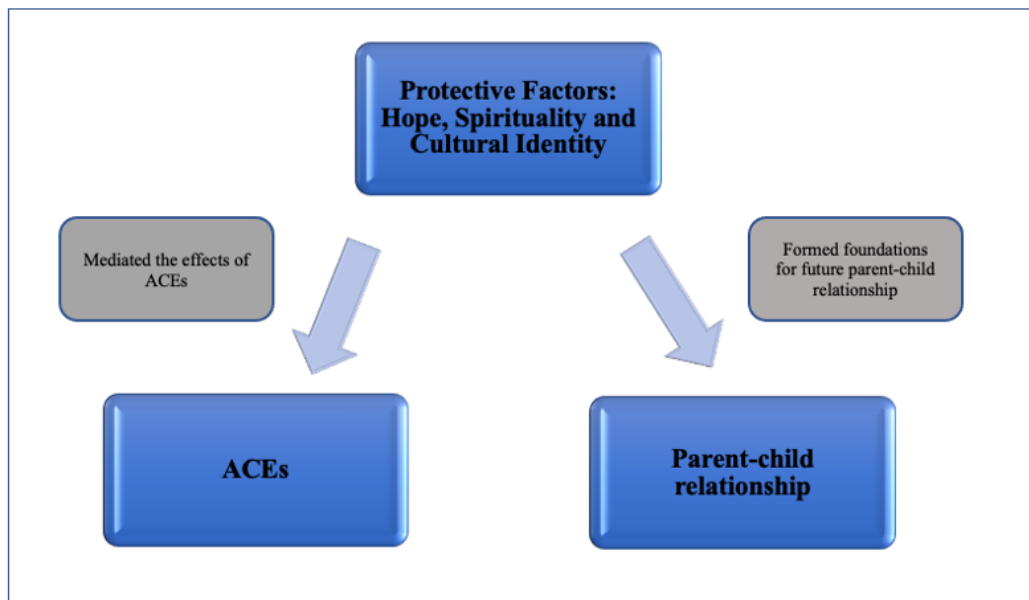 Protective Factors:
Hope, Spirituality and
Cultural Identity
Mediated the effects of
ACEs
Formed foundations
for future parent-child
relationship
ACEs
Parent-child
relationship